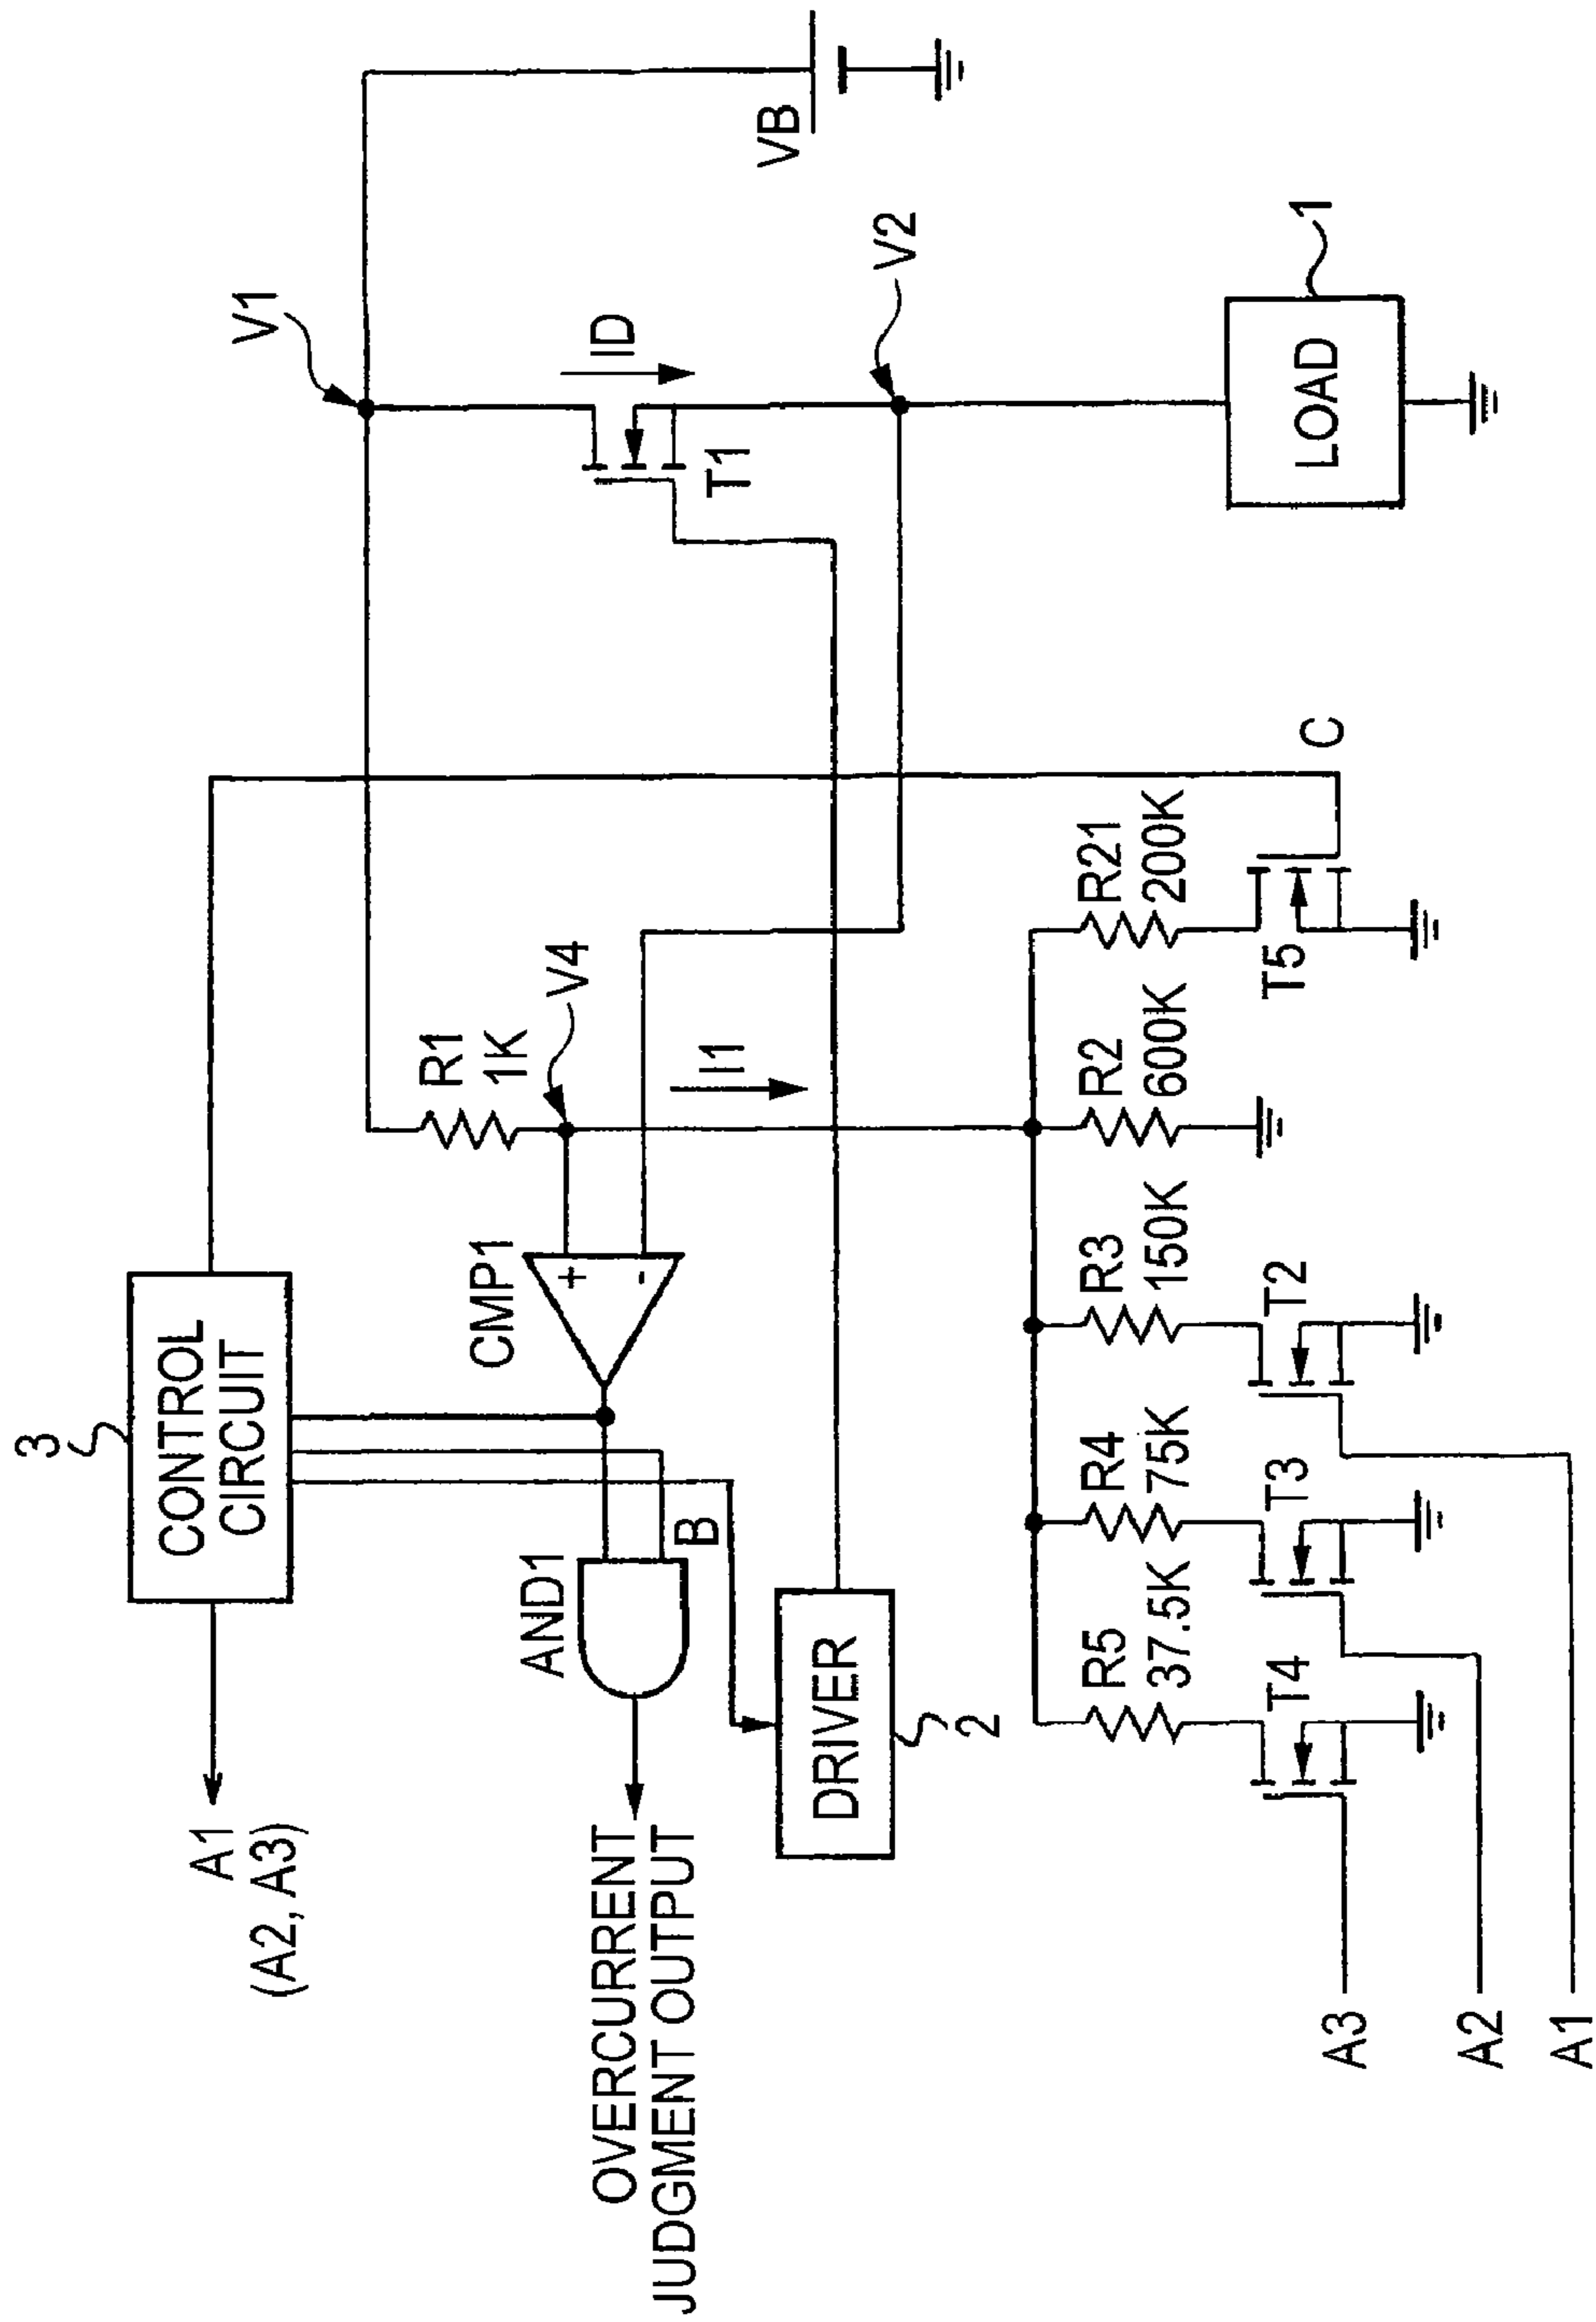 3
CONTROL
CIRCUIT
A1
(A2, A3)
V1
VB
ID
T1
V2
1
LOAD
R1
1K
V4
I1
CMP1
+
-
AND1
B
OVERCURRENT
JUDGMENT OUTPUT
DRIVER
2
R5
37.5K
T4
R4
75K
T3
R3
150K
T2
R2
600K
R21
200K
T5
C
A3
A2
A1